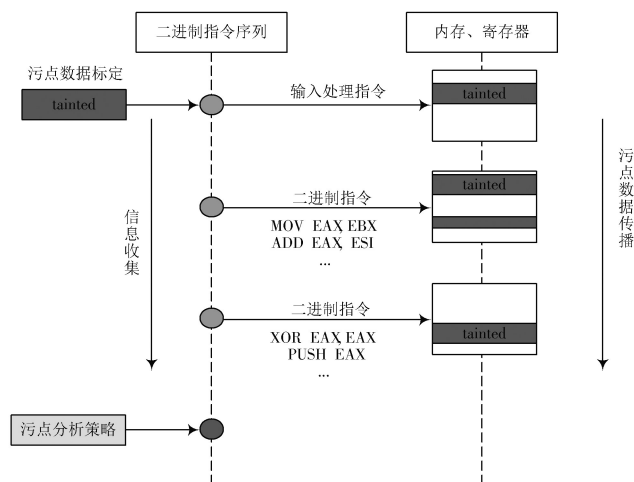 二进制指令序列
内存、寄存器
污点数据标定
tainted
输入处理指令
tainted
二进制指令
MOV EAX, EBX
ADD EAX, ESI
...
tainted
信息收集
污点数据传播
二进制指令
XOR EAX, EAX
PUSH EAX
...
tainted
污点分析策略